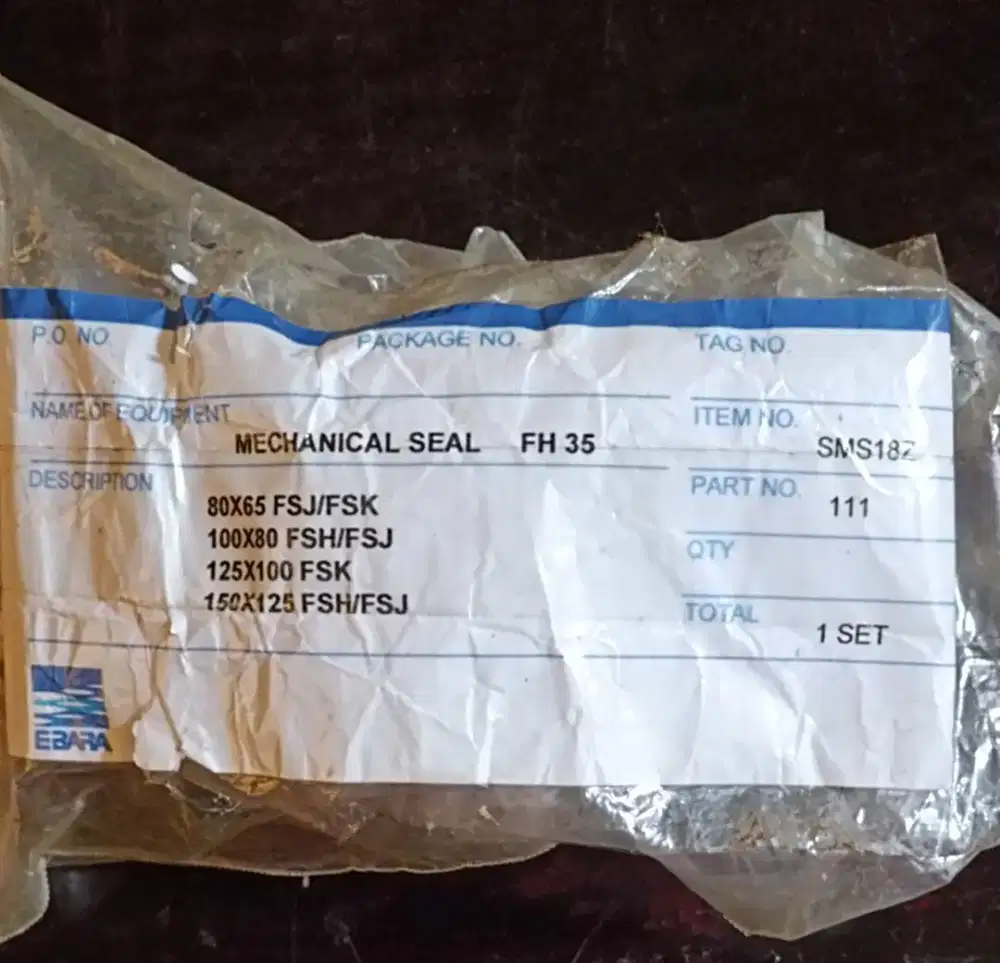 P.O NO. PACKAGE NO. TAG NO.
NAME OF EQUIPMENT ITEM NO.
MECHANICAL SEAL FH 35 SMS18Z
DESCRIPTION PART NO.
80X65 FSJ/FSK 111
100X80 FSH/FSJ
QTY
125X100 FSK
150X125 FSH/FSJ
TOTAL
1 SET
EBARA